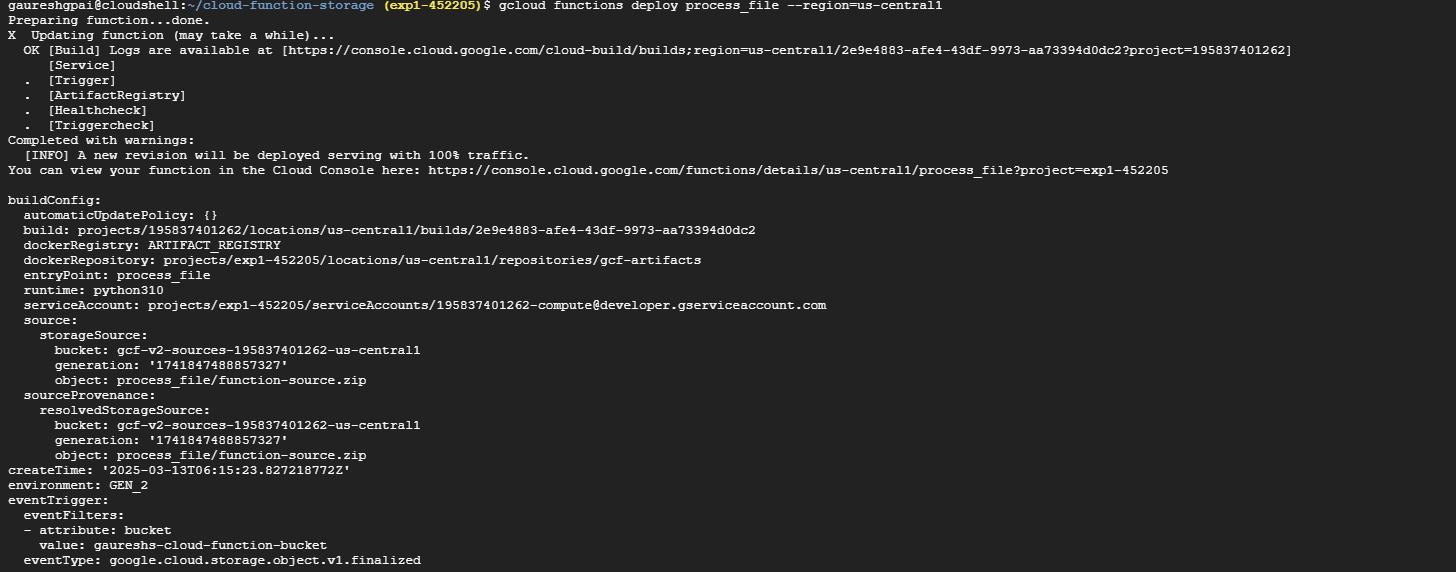 gaureshgpai@cloudshell:~/cloud-function-storage (exp1-452205)$ gcloud functions deploy process_file --region=us-central1
Preparing function...done.
X  Updating function (may take a while)...
  OK [Build] Logs are available at [https://console.cloud.google.com/cloud-build/builds;region=us-central1/2e9e4883-afe4-43df-9973-aa73394d0dc2?project=195837401262]
     [Service]
  .  [Trigger]
  .  [ArtifactRegistry]
  .  [Healthcheck]
  .  [Triggercheck]
Completed with warnings:
  [INFO] A new revision will be deployed serving with 100% traffic.
You can view your function in the Cloud Console here: https://console.cloud.google.com/functions/details/us-central1/process_file?project=exp1-452205

buildConfig:
  automaticUpdatePolicy: {}
  build: projects/195837401262/locations/us-central1/builds/2e9e4883-afe4-43df-9973-aa73394d0dc2
  dockerRegistry: ARTIFACT_REGISTRY
  dockerRepository: projects/exp1-452205/locations/us-central1/repositories/gcf-artifacts
  entryPoint: process_file
  runtime: python310
  serviceAccount: projects/exp1-452205/serviceAccounts/195837401262-compute@developer.gserviceaccount.com
  source:
    storageSource:
      bucket: gcf-v2-sources-195837401262-us-central1
      generation: '1741847488857327'
      object: process_file/function-source.zip
  sourceProvenance:
    resolvedStorageSource:
      bucket: gcf-v2-sources-195837401262-us-central1
      generation: '1741847488857327'
      object: process_file/function-source.zip
createTime: '2025-03-13T06:15:23.827218772Z'
environment: GEN_2
eventTrigger:
  eventFilters:
  - attribute: bucket
    value: gaureshs-cloud-function-bucket
  eventType: google.cloud.storage.object.v1.finalized